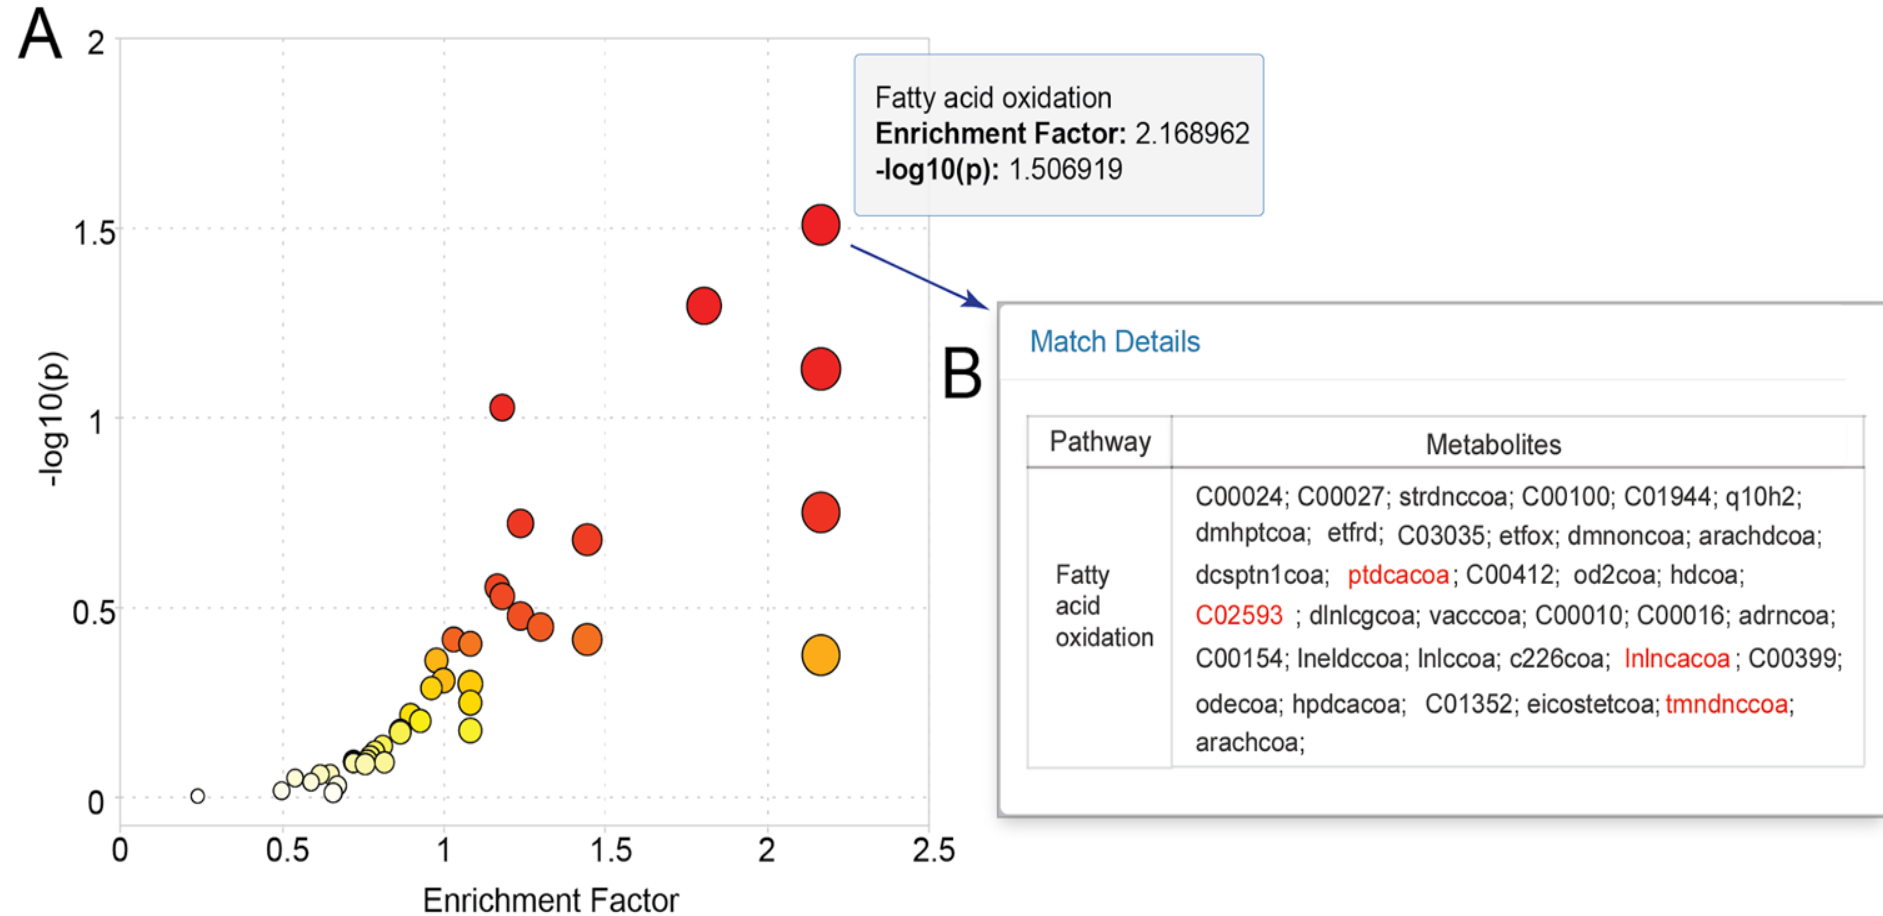 A
2
1.5
1
0.5
0
-log10(p)
0 0.5 1 1.5 2 2.5
Enrichment Factor
Fatty acid oxidation
Enrichment Factor: 2.168962
-log10(p): 1.506919
B
Match Details
Pathway Metabolites
Fatty
acid
oxidation
C00024; C00027; strdnccoa; C00100; C01944; q10h2;
dmhptcoa; etfrd; C03035; etfox; dmnoncoa; arachdcoa;
dcsptn1coa; ptdcacoa; C00412; od2coa; hdcoa;
C02593 ; dlnlcgcoa; vacccoa; C00010; C00016; adrncoa;
C00154; lneldccoa; lnlccoa; c226coa; lnlncacoa; C00399;
odecoa; hpdcacoa; C01352; eicostetcoa; tmndnccoa;
arachcoa;